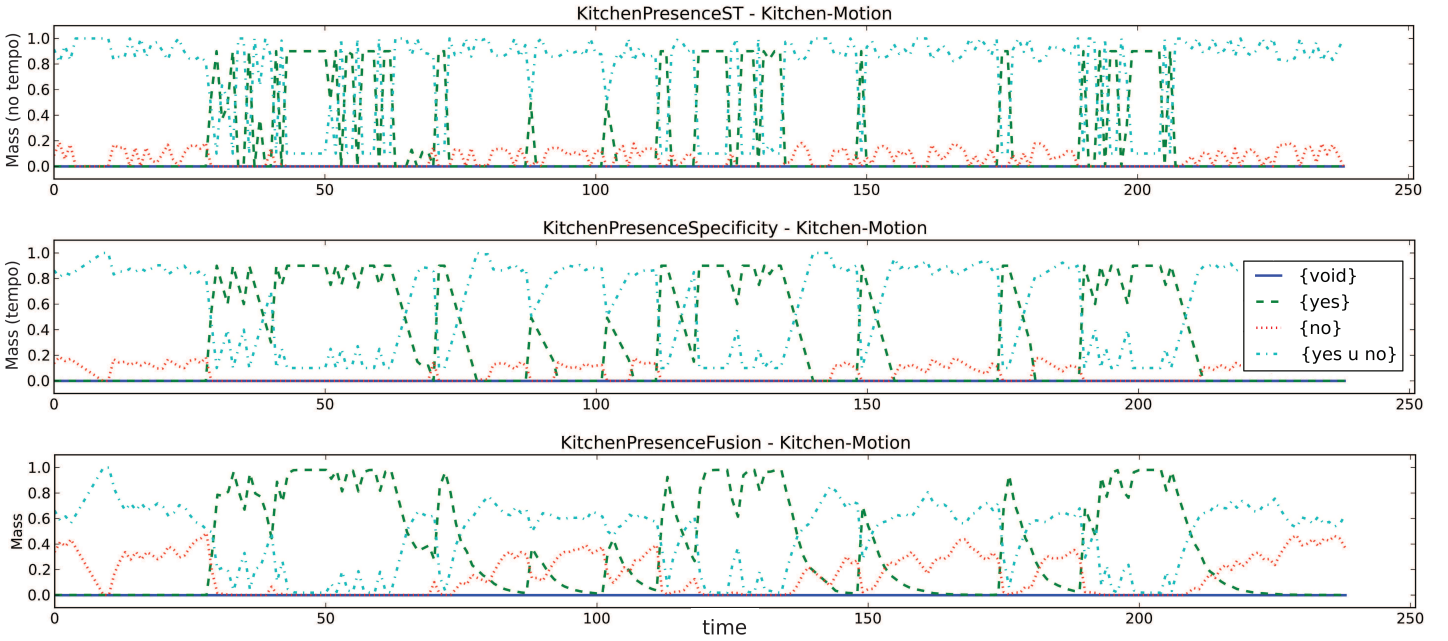 KitchenPresenceST - Kitchen-Motion
Mass (no tempo)
1.0
0.8
0.6
0.4
0.2
0.0
0 50 100 150 200 250
KitchenPresenceSpecificity - Kitchen-Motion
Mass (tempo)
1.0
0.8
0.6
0.4
0.2
0.0
{void}
{yes}
{no}
{yes u no}
0 50 100 150 200 250
KitchenPresenceFusion - Kitchen-Motion
Mass
1.0
0.8
0.6
0.4
0.2
0.0
0 50 100 150 200 250
time